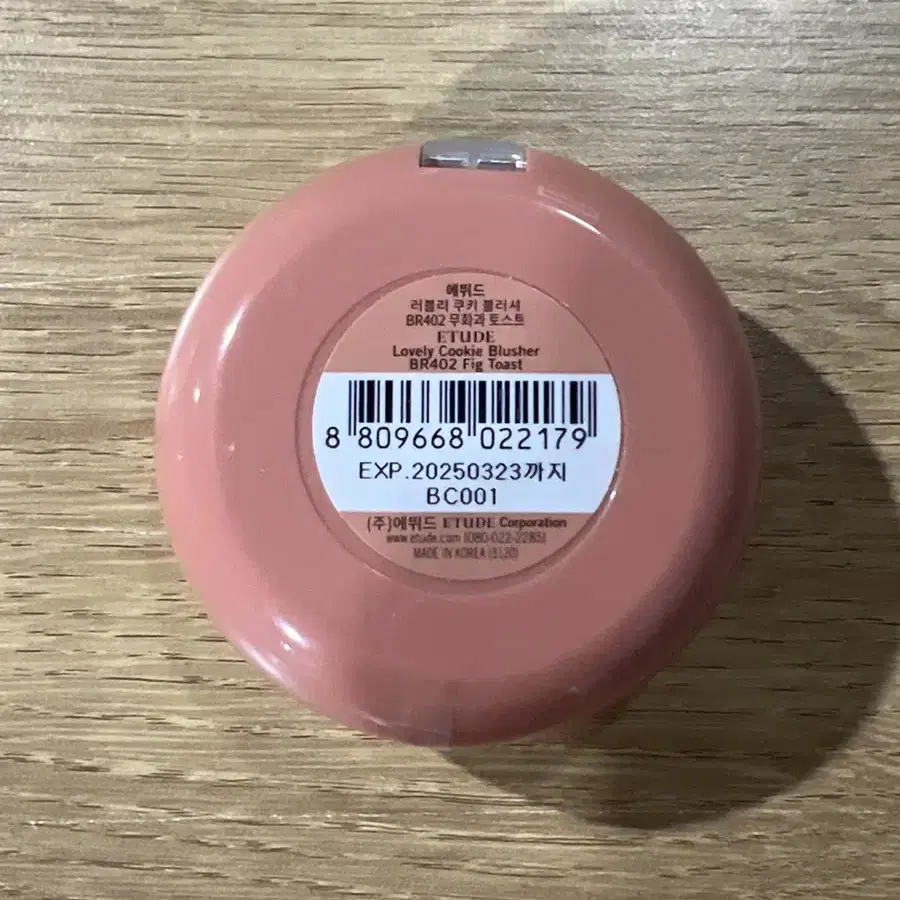 에뛰드
러블리 쿠키 블러셔
BR402 무화과 토스트
ETUDE
Lovely Cookie Blusher
BR402 Fig Toast
8 809668 022179
EXP.20250323까지
BC001
(주)에뛰드 ETUDE Corporation
www.etude.com (080-022-2285)
MADE IN KOREA (S120)